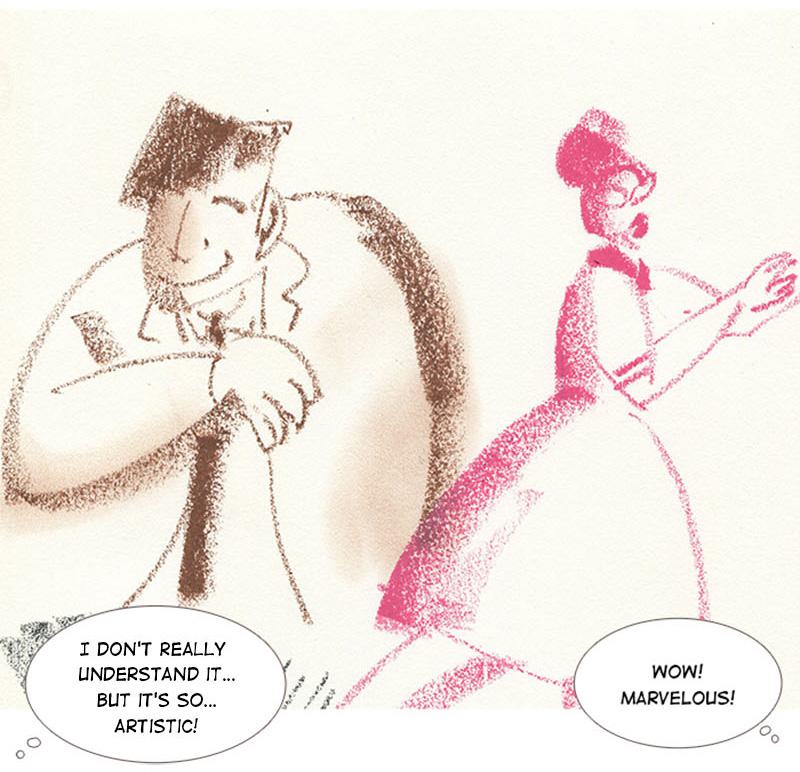 I DON'T REALLY
UNDERSTAND IT...
BUT IT'S SO...
ARTISTIC!
WOW!
MARVELOUS!